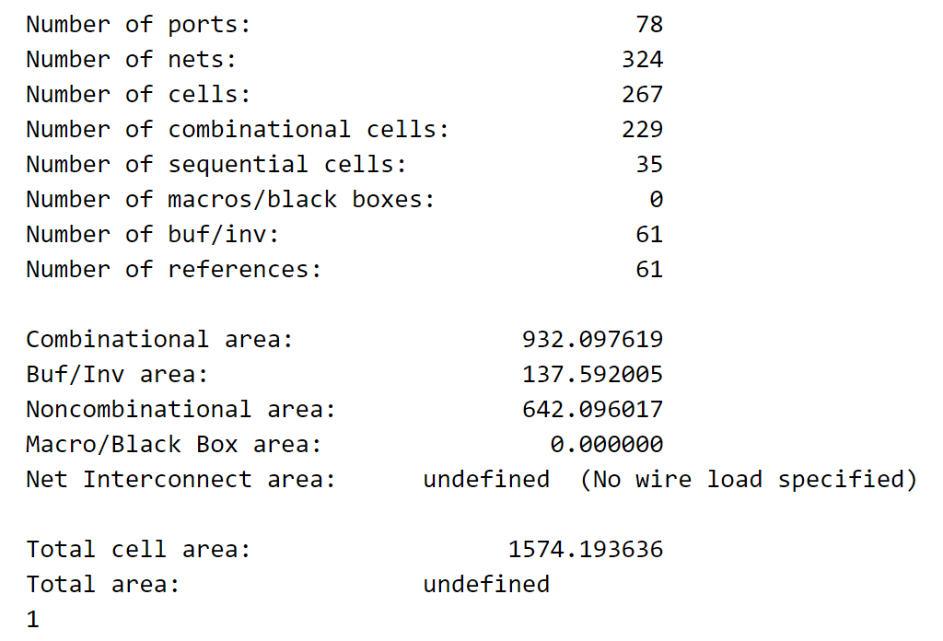 Number of ports: 78
Number of nets: 324
Number of cells: 267
Number of combinational cells: 229
Number of sequential cells: 35
Number of macros/black boxes: 0
Number of buf/inv: 61
Number of references: 61
Combinational area: 932.097619
Buf/Inv area: 137.592005
Noncombinational area: 642.096017
Macro/Black Box area: 0.000000
Net Interconnect area: undefined (No wire load specified)
Total cell area: 1574.193636
Total area: undefined
1